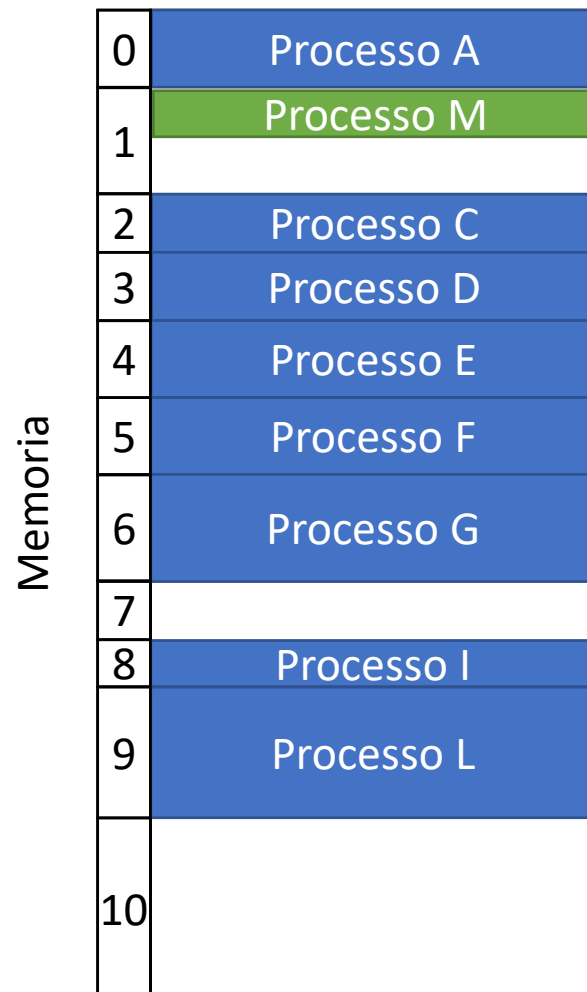 Memoria
0 Processo A
1 Processo M
2 Processo C
3 Processo D
4 Processo E
5 Processo F
6 Processo G
7
8 Processo I
9 Processo L
10